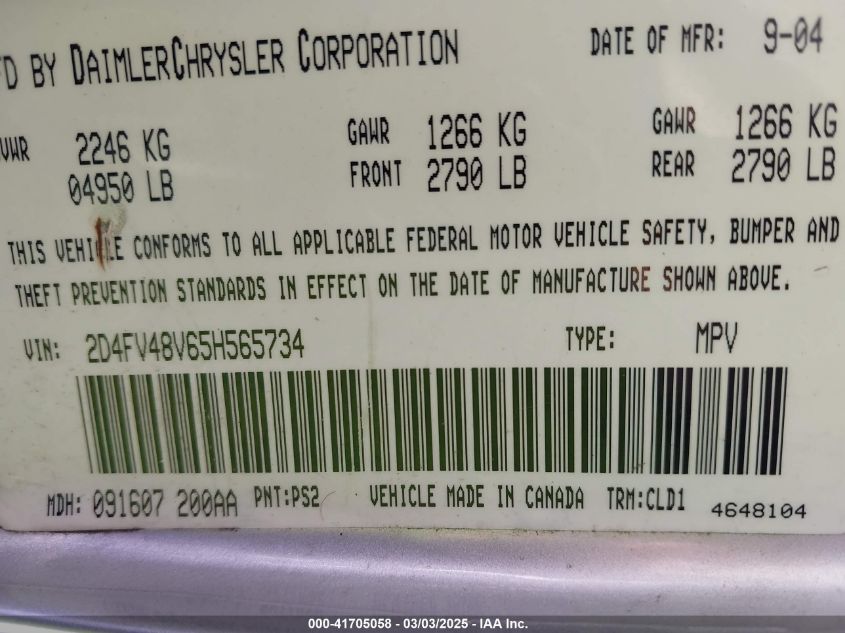 FD BY DAIMLERCHRYSLER CORPORATION DATE OF MFR: 9-04
VWR 2246 KG GAWR 1266 KG GAWR 1266 KG
04950 LB FRONT 2790 LB REAR 2790 LB
THIS VEHICLE CONFORMS TO ALL APPLICABLE FEDERAL MOTOR VEHICLE SAFETY, BUMPER AND
THEFT PREVENTION STANDARDS IN EFFECT ON THE DATE OF MANUFACTURE SHOWN ABOVE.
VIN: 2D4FV48V65H565734 TYPE: MPV
MDH: 091607 200AA PNT:PS2 VEHICLE MADE IN CANADA TRM:CLD1 4648104
000-41705058 - 03/03/2025 - IAA Inc.